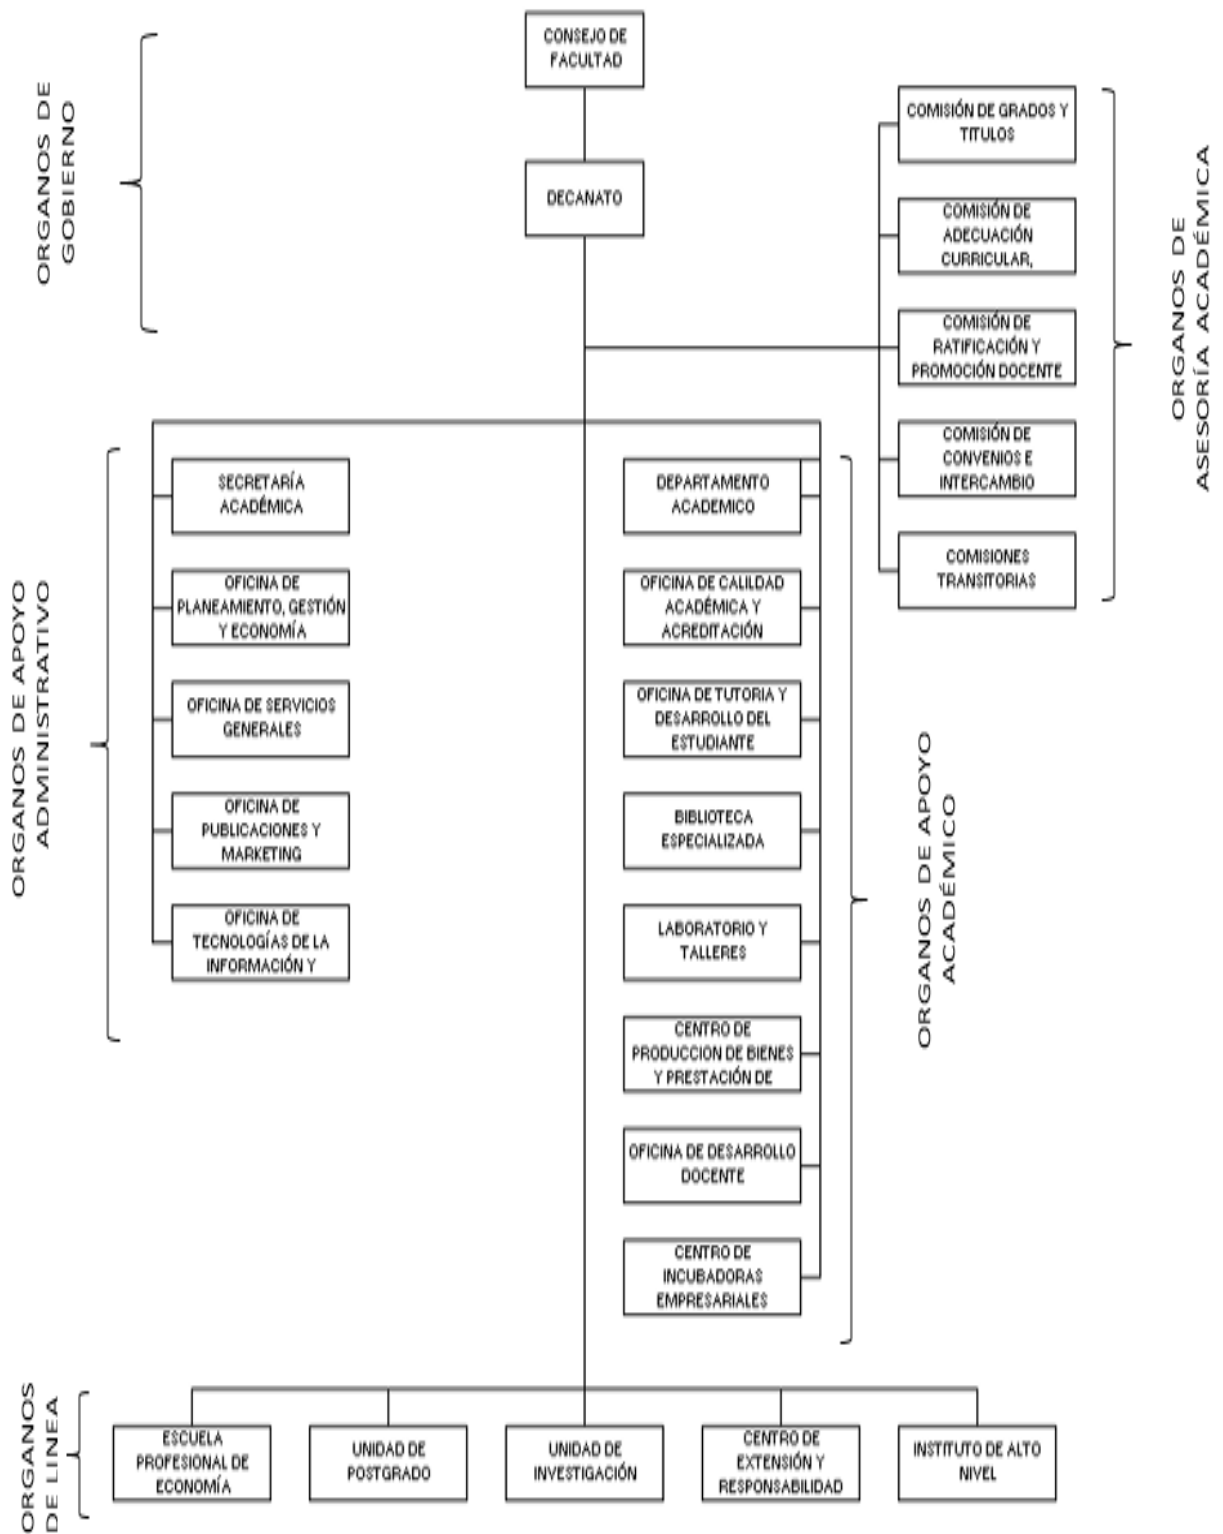 CONSEJO DE
FACULTAD
DECANATO
ORGANOS DE
GOBIERNO
COMISIÓN DE GRADOS Y
TITULOS
COMISIÓN DE
ADECUACIÓN
CURRICULAR,
COMISIÓN DE
RATIFICACIÓN Y
PROMOCIÓN DOCENTE
COMISIÓN DE
CONVENIOS E
INTERCAMBIO
COMISIONES
TRANSITORIAS
ORGANOS DE
ASESORÍA ACADÉMICA
ORGANOS DE APOYO
ADMINISTRATIVO
SECRETARÍA
ACADÉMICA
OFICINA DE
PLANEAMIENTO, GESTIÓN
Y ECONOMÍA
OFICINA DE SERVICIOS
GENERALES
OFICINA DE
PUBLICACIONES Y
MARKETING
OFICINA DE
TECNOLOGÍAS DE LA
INFORMACIÓN Y
DEPARTAMENTO
ACADEMICO
OFICINA DE CALILDAD
ACADÉMICA Y
ACREDITACIÓN
OFICINA DE TUTORIA Y
DESARROLLO DEL
ESTUDIANTE
BIBLIOTECA
ESPECIALIZADA
LABORATORIO Y
TALLERES
CENTRO DE
PRODUCCION DE BIENES
Y PRESTACIÓN DE
OFICINA DE DESARROLLO
DOCENTE
CENTRO DE
INCUBADORAS
EMPRESARIALES
ORGANOS DE APOYO
ACADÉMICO
ORGANOS
DE LINEA
ESCUELA
PROFESIONAL DE
ECONOMÍA
UNIDAD DE
POSTGRADO
UNIDAD DE
INVESTIGACIÓN
CENTRO DE
EXTENSIÓN Y
RESPONSABILIDAD
INSTITUTO DE ALTO
NIVEL